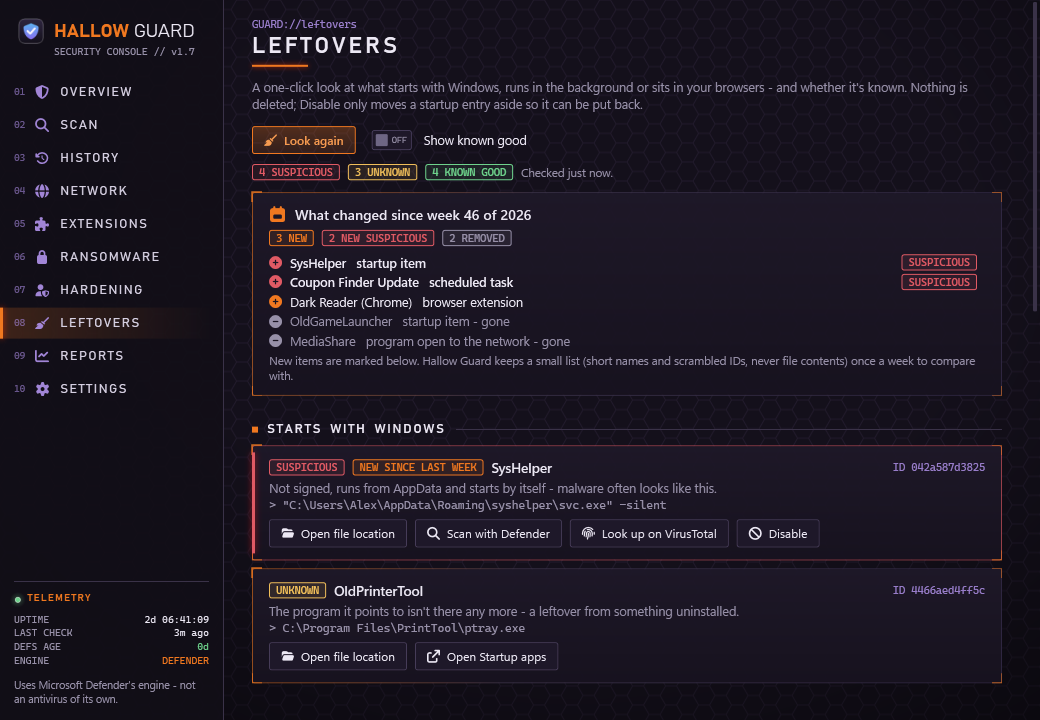 HALLOW GUARD
SECURITY CONSOLE // v1.7
01 OVERVIEW
02 SCAN
03 HISTORY
04 NETWORK
05 EXTENSIONS
06 RANSOMWARE
07 HARDENING
08 LEFTOVERS
09 REPORTS
10 SETTINGS
TELEMETRY
UPTIME 2d 06:41:09
LAST CHECK 3m ago
DEFS AGE 0d
ENGINE DEFENDER
Uses Microsoft Defender's engine - not
an antivirus of its own.
GUARD://leftovers
LEFTOVERS
A one-click look at what starts with Windows, runs in the background or sits in your browsers - and whether it's known. Nothing is
deleted; Disable only moves a startup entry aside so it can be put back.
Look again OFF Show known good
4 SUSPICIOUS 3 UNKNOWN 4 KNOWN GOOD Checked just now.
What changed since week 46 of 2026
3 NEW 2 NEW SUSPICIOUS 2 REMOVED
SysHelper startup item SUSPICIOUS
Coupon Finder Update scheduled task SUSPICIOUS
Dark Reader (Chrome) browser extension
OldGameLauncher startup item - gone
MediaShare program open to the network - gone
New items are marked below. Hallow Guard keeps a small list (short names and scrambled IDs, never file contents) once a week to compare
with.
STARTS WITH WINDOWS
SUSPICIOUS NEW SINCE LAST WEEK SysHelper ID 042a587d3825
Not signed, runs from AppData and starts by itself - malware often looks like this.
> "C:\Users\Alex\AppData\Roaming\syshelper\svc.exe" -silent
Open file location Scan with Defender Look up on VirusTotal Disable
UNKNOWN OldPrinterTool ID 4466aed4ff5c
The program it points to isn't there any more - a leftover from something uninstalled.
> C:\Program Files\PrintTool\ptray.exe
Open file location Open Startup apps